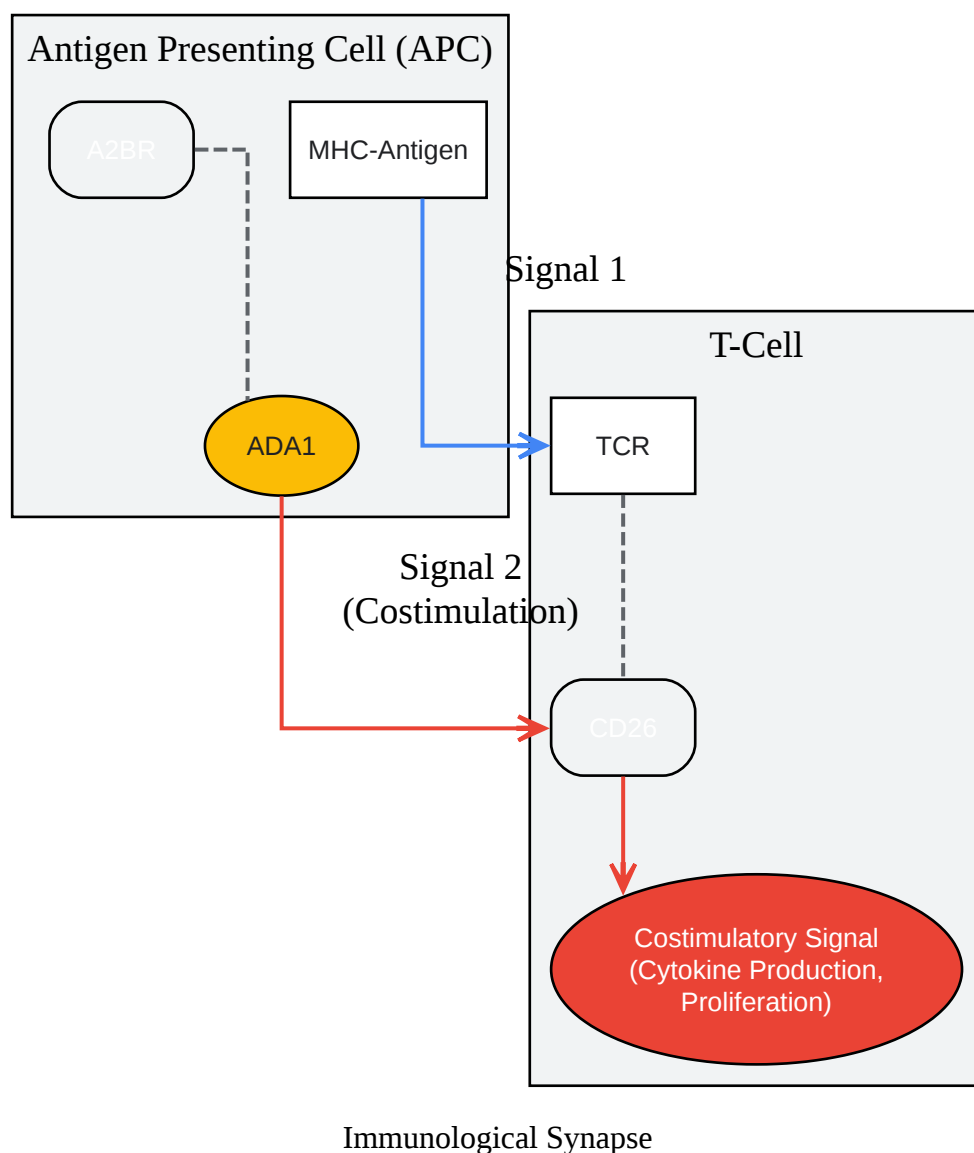 Antigen Presenting Cell (APC)
A2BR
MHC-Antigen
Signal 1
T-Cell
ADA1
TCR
Signal 2
(Costimulation)
CD26
Costimulatory Signal
(Cytokine Production,
Proliferation)
Immunological Synapse